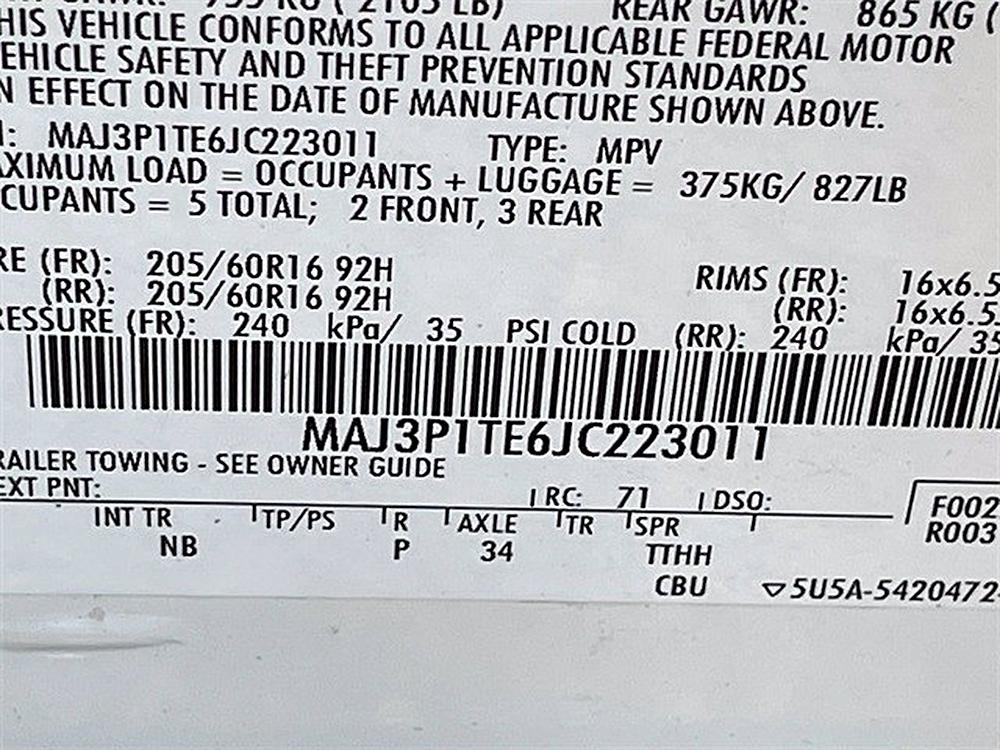 REAR GAWR: 865 KG (
HIS VEHICLE CONFORMS TO ALL APPLICABLE FEDERAL MOTOR
EHICLE SAFETY AND THEFT PREVENTION STANDARDS
N EFFECT ON THE DATE OF MANUFACTURE SHOWN ABOVE.
: MAJ3P1TE6JC223011 TYPE: MPV
AXIMUM LOAD = OCCUPANTS + LUGGAGE = 375KG/ 827LB
CUPANTS = 5 TOTAL; 2 FRONT, 3 REAR
RE (FR): 205/60R16 92H RIMS (FR): 16x6.5
(RR): 205/60R16 92H (RR): 16x6.5
RESSURE (FR): 240 kPa/ 35 PSI COLD (RR): 240 kPa/ 35
MAJ3P1TE6JC223011
RAILER TOWING - SEE OWNER GUIDE
EXT PNT: RC: 71 DSO:
INT TR TP/PS R AXLE TR SPR F002
NB P 34 TTHH R003
CBU ▽5U5A-5420472-